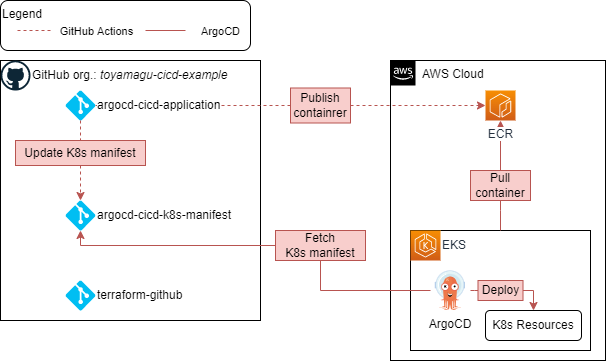 Legend
GitHub Actions
ArgoCD
GitHub org.: toyamagu-cicd-example
argocd-cicd-application
Publish
containrer
Update K8s manifest
argocd-cicd-k8s-manifest
Fetch
K8s manifest
terraform-github
aws
AWS Cloud
ECR
Pull
container
EKS
ArgoCD
Deploy
K8s Resources